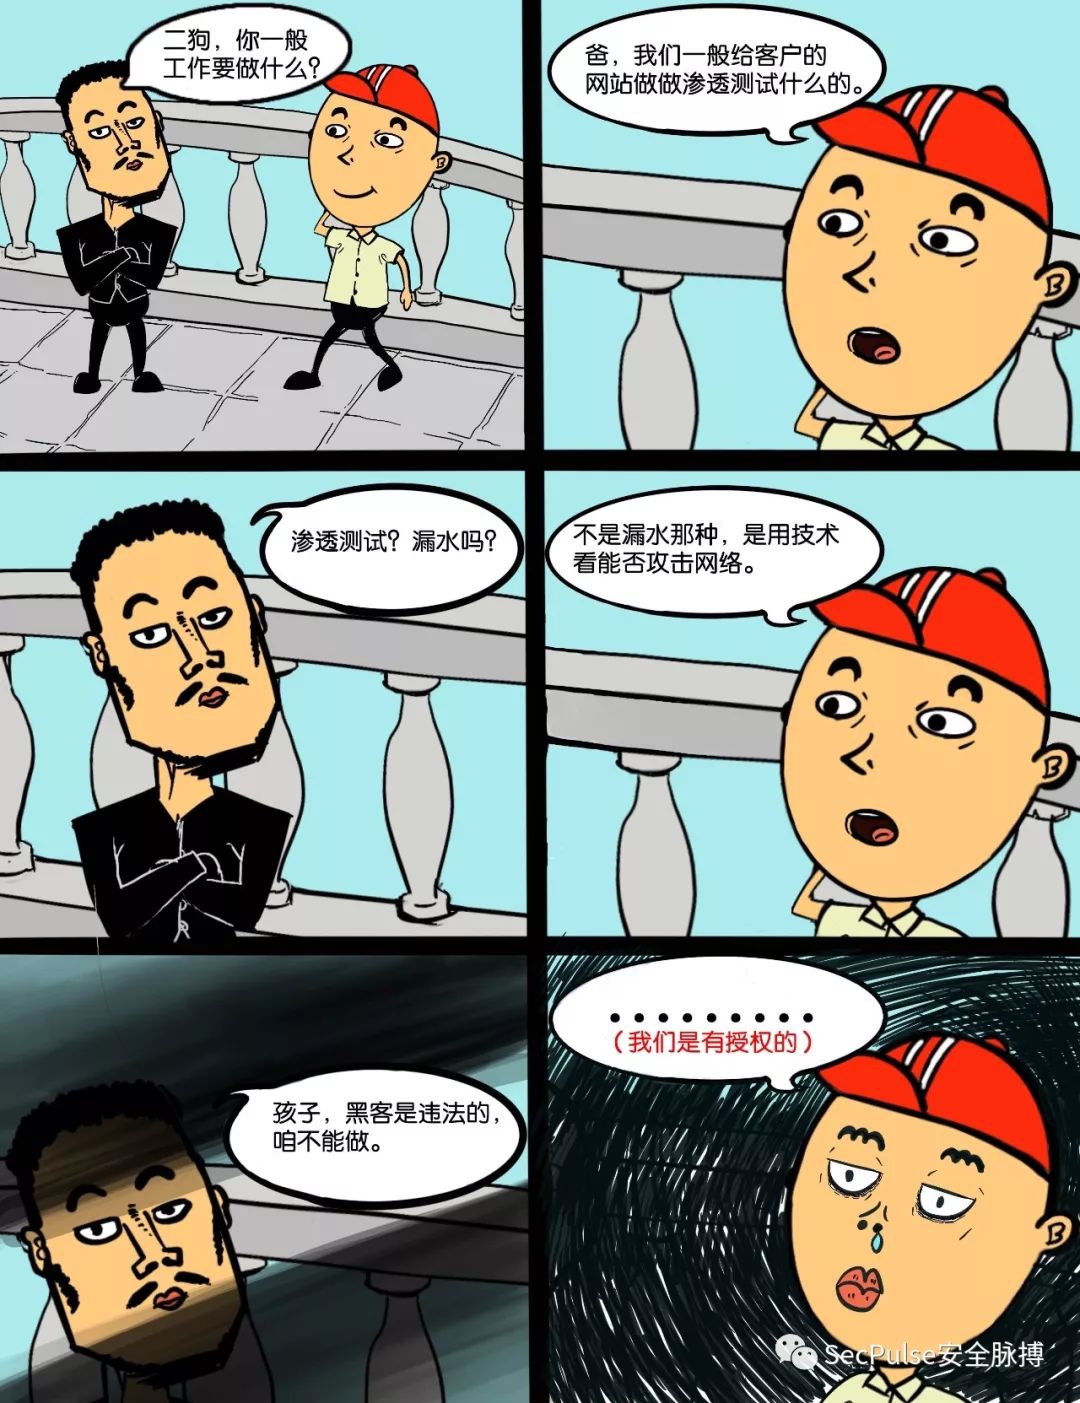 二狗，你一般
工作要做什么？
爸，我们一般给客户的
网站做做渗透测试什么的。
渗透测试？漏水吗？
不是漏水那种，是用技术
看能否攻击网络。
孩子，黑客是违法的，
咱不能做。
•••••••••
（我们是有授权的）
SecPulse安全脉搏